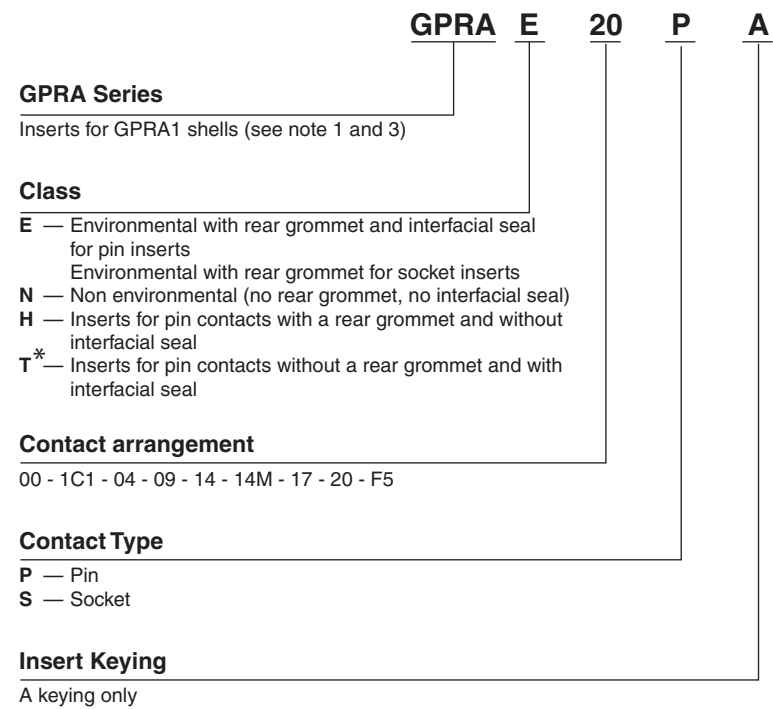 GPRA E 20 P A
GPRA Series
Inserts for GPRA1 shells (see note 1 and 3)
Class
E — Environmental with rear grommet and interfacial seal
for pin inserts
Environmental with rear grommet for socket inserts
N — Non environmental (no rear grommet, no interfacial seal)
H — Inserts for pin contacts with a rear grommet and without
interfacial seal
T* — Inserts for pin contacts without a rear grommet and with
interfacial seal
Contact arrangement
00 - 1C1 - 04 - 09 - 14 - 14M - 17 - 20 - F5
Contact Type
P — Pin
S — Socket
Insert Keying
A keying only